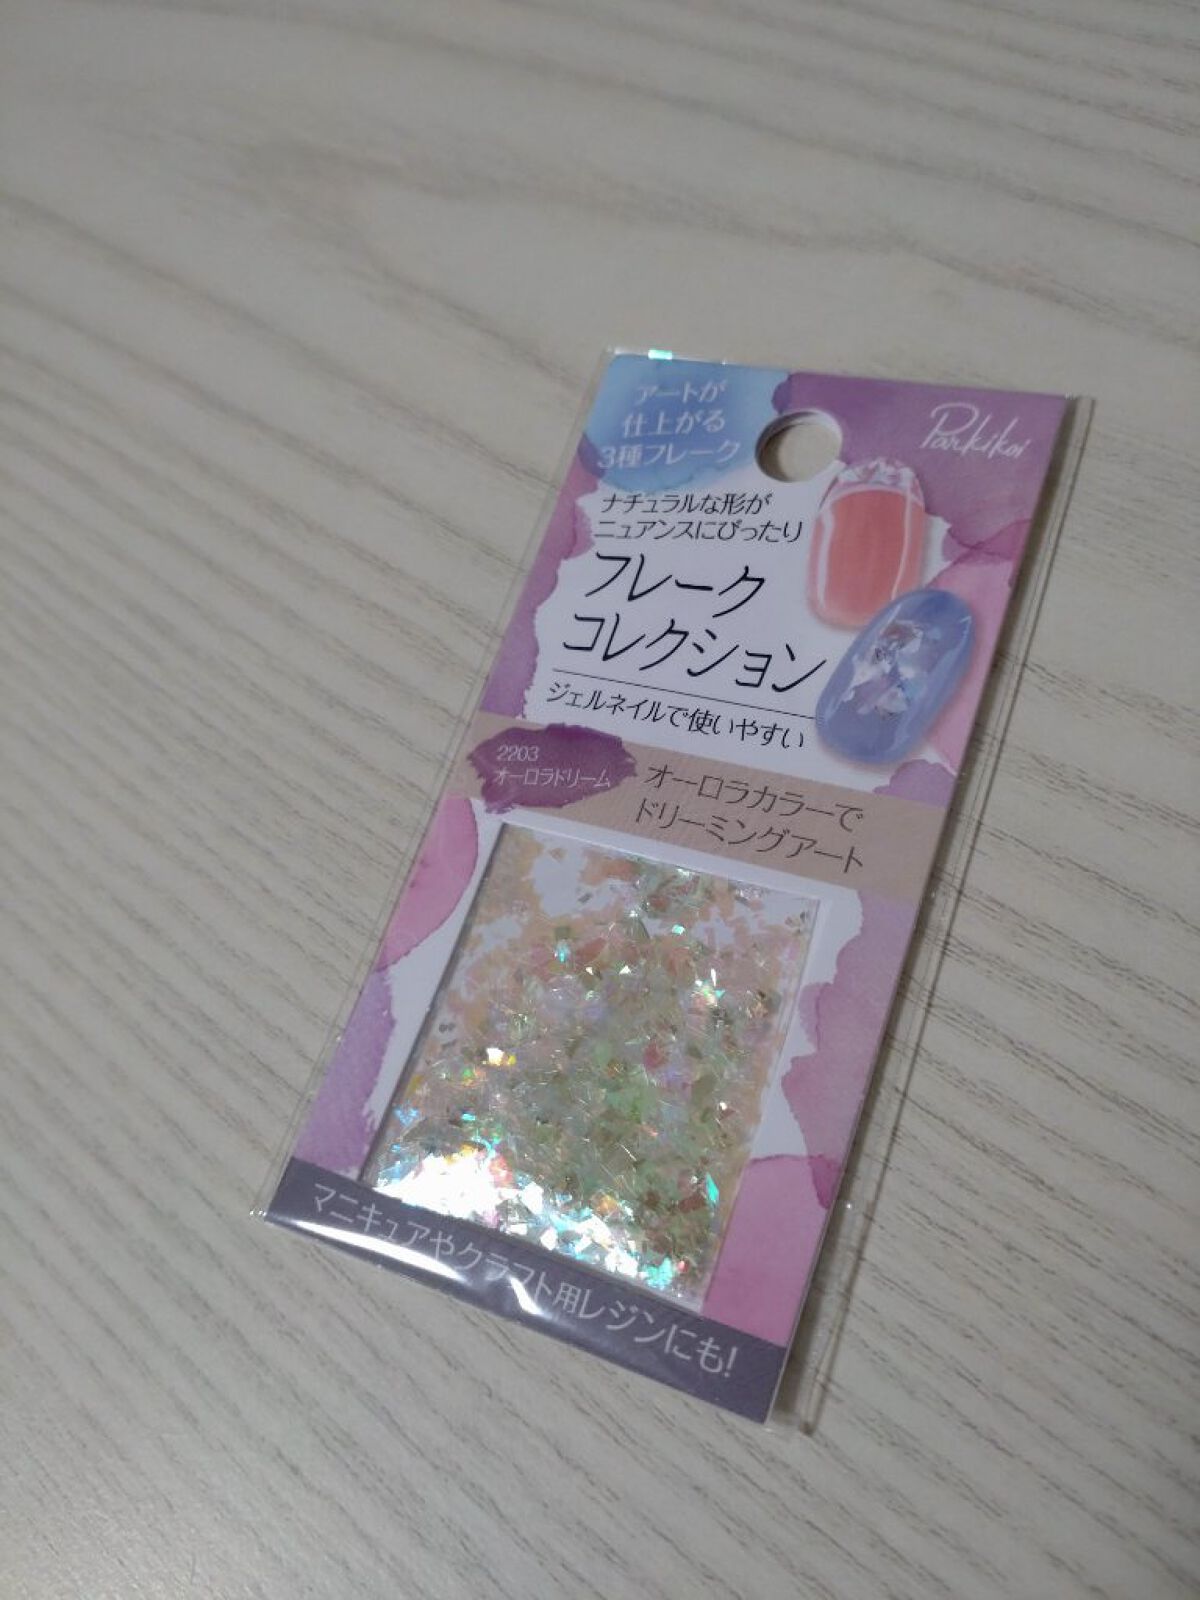 アートが
仕上がる
3種フレーク
Parkikoi
ナチュラルな形が
ニュアンスにぴったり
フレーク
コレクション
ジェルネイルで使いやすい
2203
オーロラドリーム
オーロラカラーで
ドリーミングアート
マニキュアやクラフト用レジンにも!